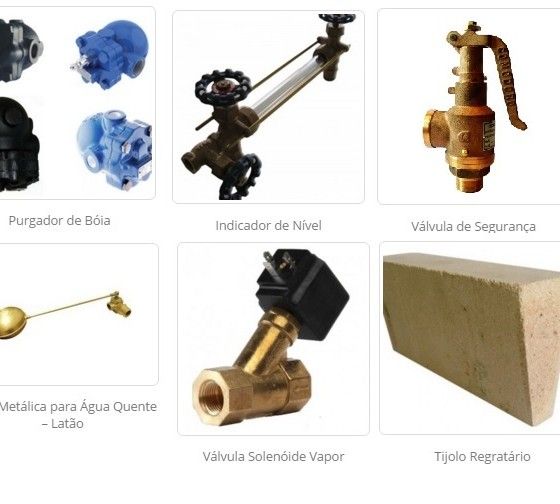 Purgador de Bóia
Indicador de Nível
Válvula de Segurança
Metálica para Água Quente
– Latão
Válvula Solenóide Vapor
Tijolo Regratário